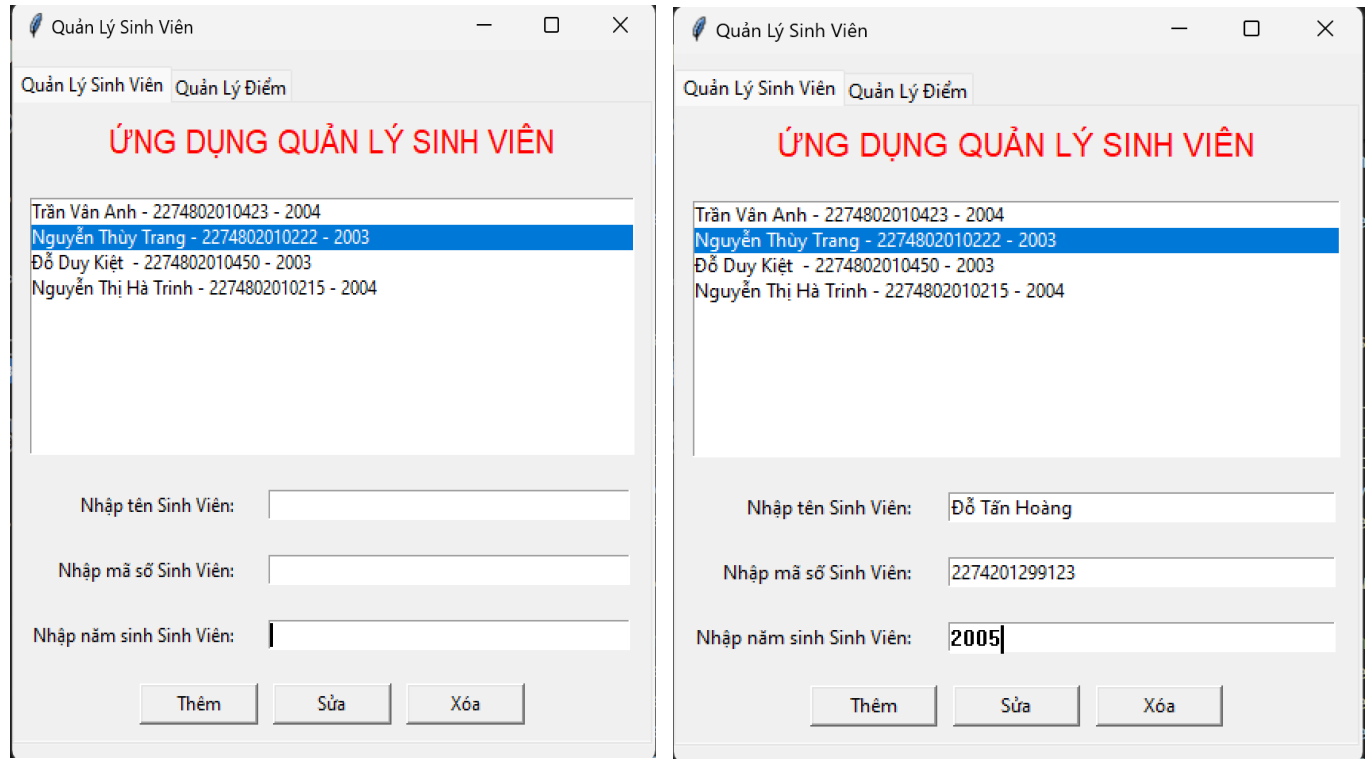 Quản Lý Sinh Viên
Quản Lý Sinh Viên Quản Lý Điểm
ỨNG DỤNG QUẢN LÝ SINH VIÊN
Trần Vân Anh - 2274802010423 - 2004
Nguyễn Thùy Trang - 2274802010222 - 2003
Đỗ Duy Kiệt  - 2274802010450 - 2003
Nguyễn Thị Hà Trinh - 2274802010215 - 2004
Nhập tên Sinh Viên:
Nhập mã số Sinh Viên:
Nhập năm sinh Sinh Viên:
Thêm Sửa Xóa
Quản Lý Sinh Viên
Quản Lý Sinh Viên Quản Lý Điểm
ỨNG DỤNG QUẢN LÝ SINH VIÊN
Trần Vân Anh - 2274802010423 - 2004
Nguyễn Thùy Trang - 2274802010222 - 2003
Đỗ Duy Kiệt  - 2274802010450 - 2003
Nguyễn Thị Hà Trinh - 2274802010215 - 2004
Nhập tên Sinh Viên: Đỗ Tấn Hoàng
Nhập mã số Sinh Viên: 2274201299123
Nhập năm sinh Sinh Viên: 2005
Thêm Sửa Xóa